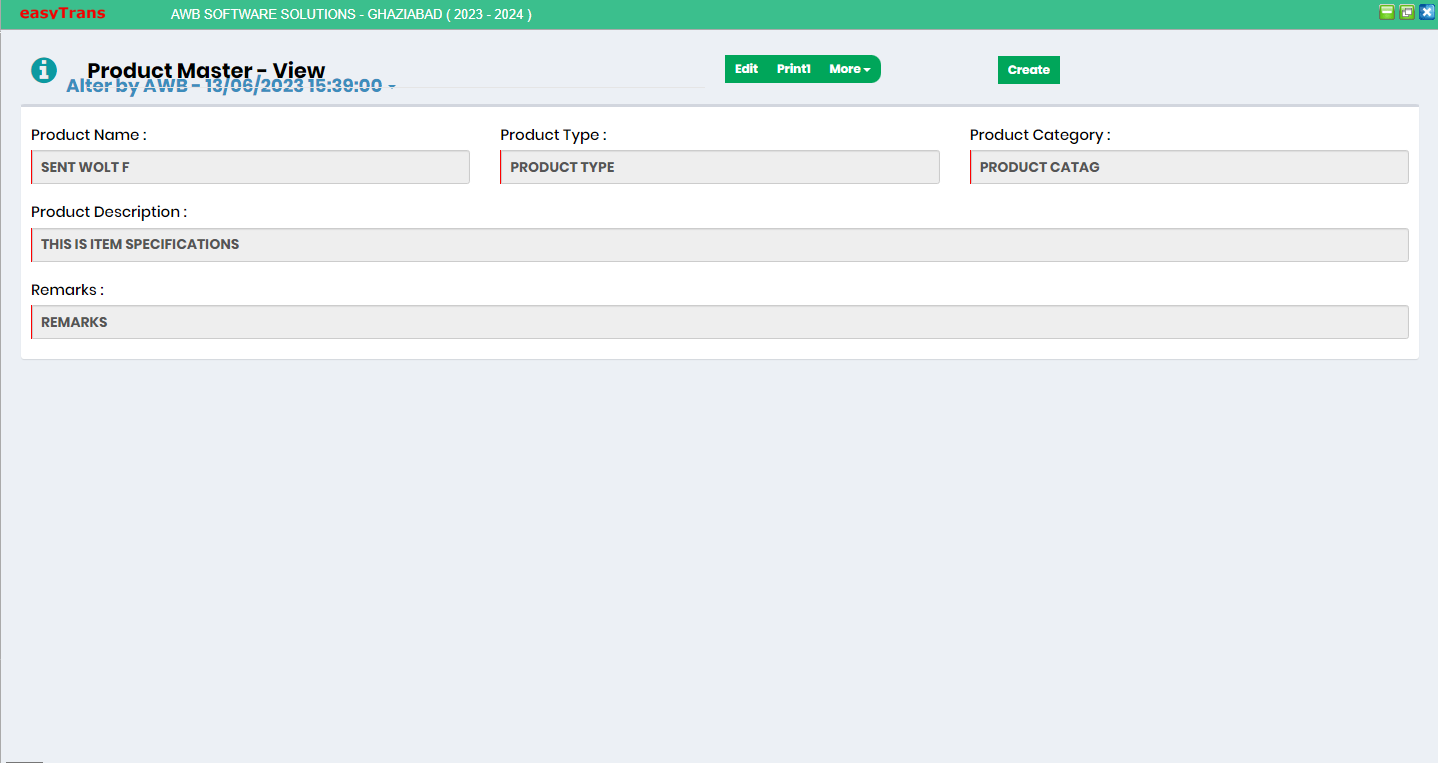 easyTrans AWB SOFTWARE SOLUTIONS - GHAZIABAD ( 2023 - 2024 )
Product Master - View Edit Print1 More Create
Alter by AWB - 13/06/2023 15:39:00
Product Name : Product Type : Product Category :
SENT WOLT F PRODUCT TYPE PRODUCT CATAG
Product Description :
THIS IS ITEM SPECIFICATIONS
Remarks :
REMARKS